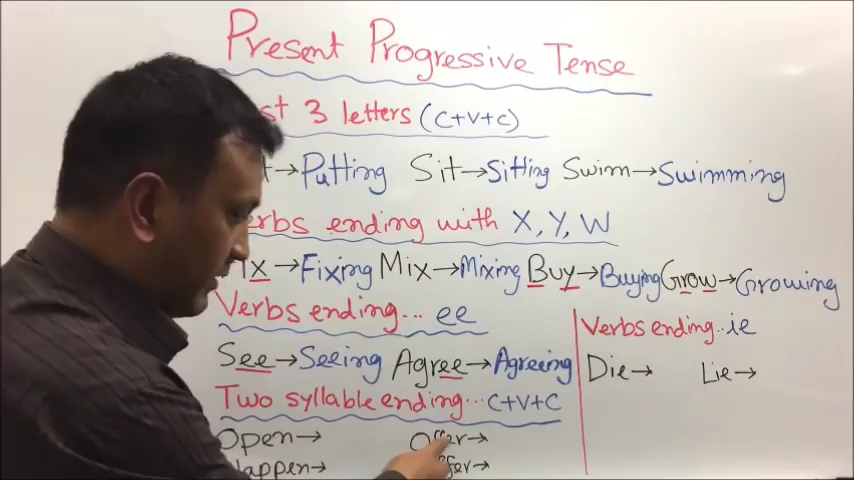 Present Progressive Tense
3 letters (C+V+C)
→Putting Sit→Sitting Swim→Swimming
ending with X, Y, W
→Fixing Mix→Mixing Buy→Buying Grow→Growing
Verbs ending... ee
See→Seeing Agree→Agreeing
Two syllable ending... C+V+C
Open→ Offer→
Happen→
Verbs ending..ie
Die→ Lie→